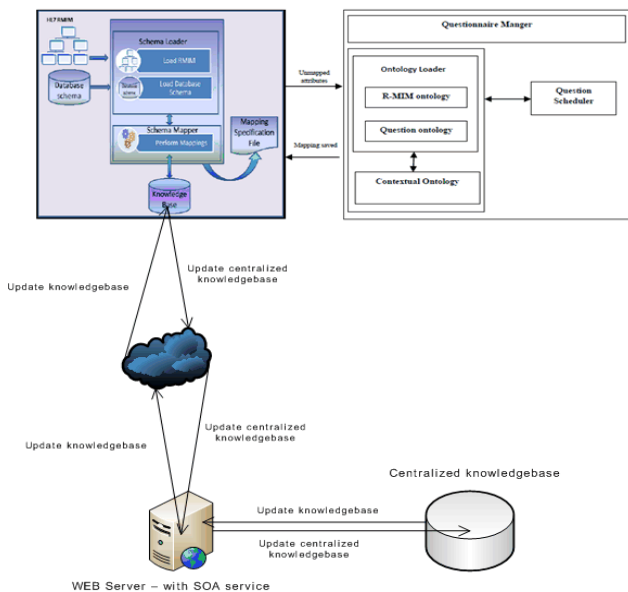 HL7 RMIM
Database
schema
Schema Loader
Load RMIM
Load Database
Schema
Schema Mapper
Perform Mappings
Mapping
Specification
File
Knowledge
Base
Unmapped
attributes
Mapping saved
Questionnaire Manger
Ontology Loader
R-MIM ontology
Question ontology
Contextual Ontology
Question
Scheduler
Update knowledgebase
Update centralized
knowledgebase
Update knowledgebase
Update centralized
knowledgebase
Centralized knowledgebase
Update knowledgebase
Update centralized
knowledgebase
WEB Server – with SOA service